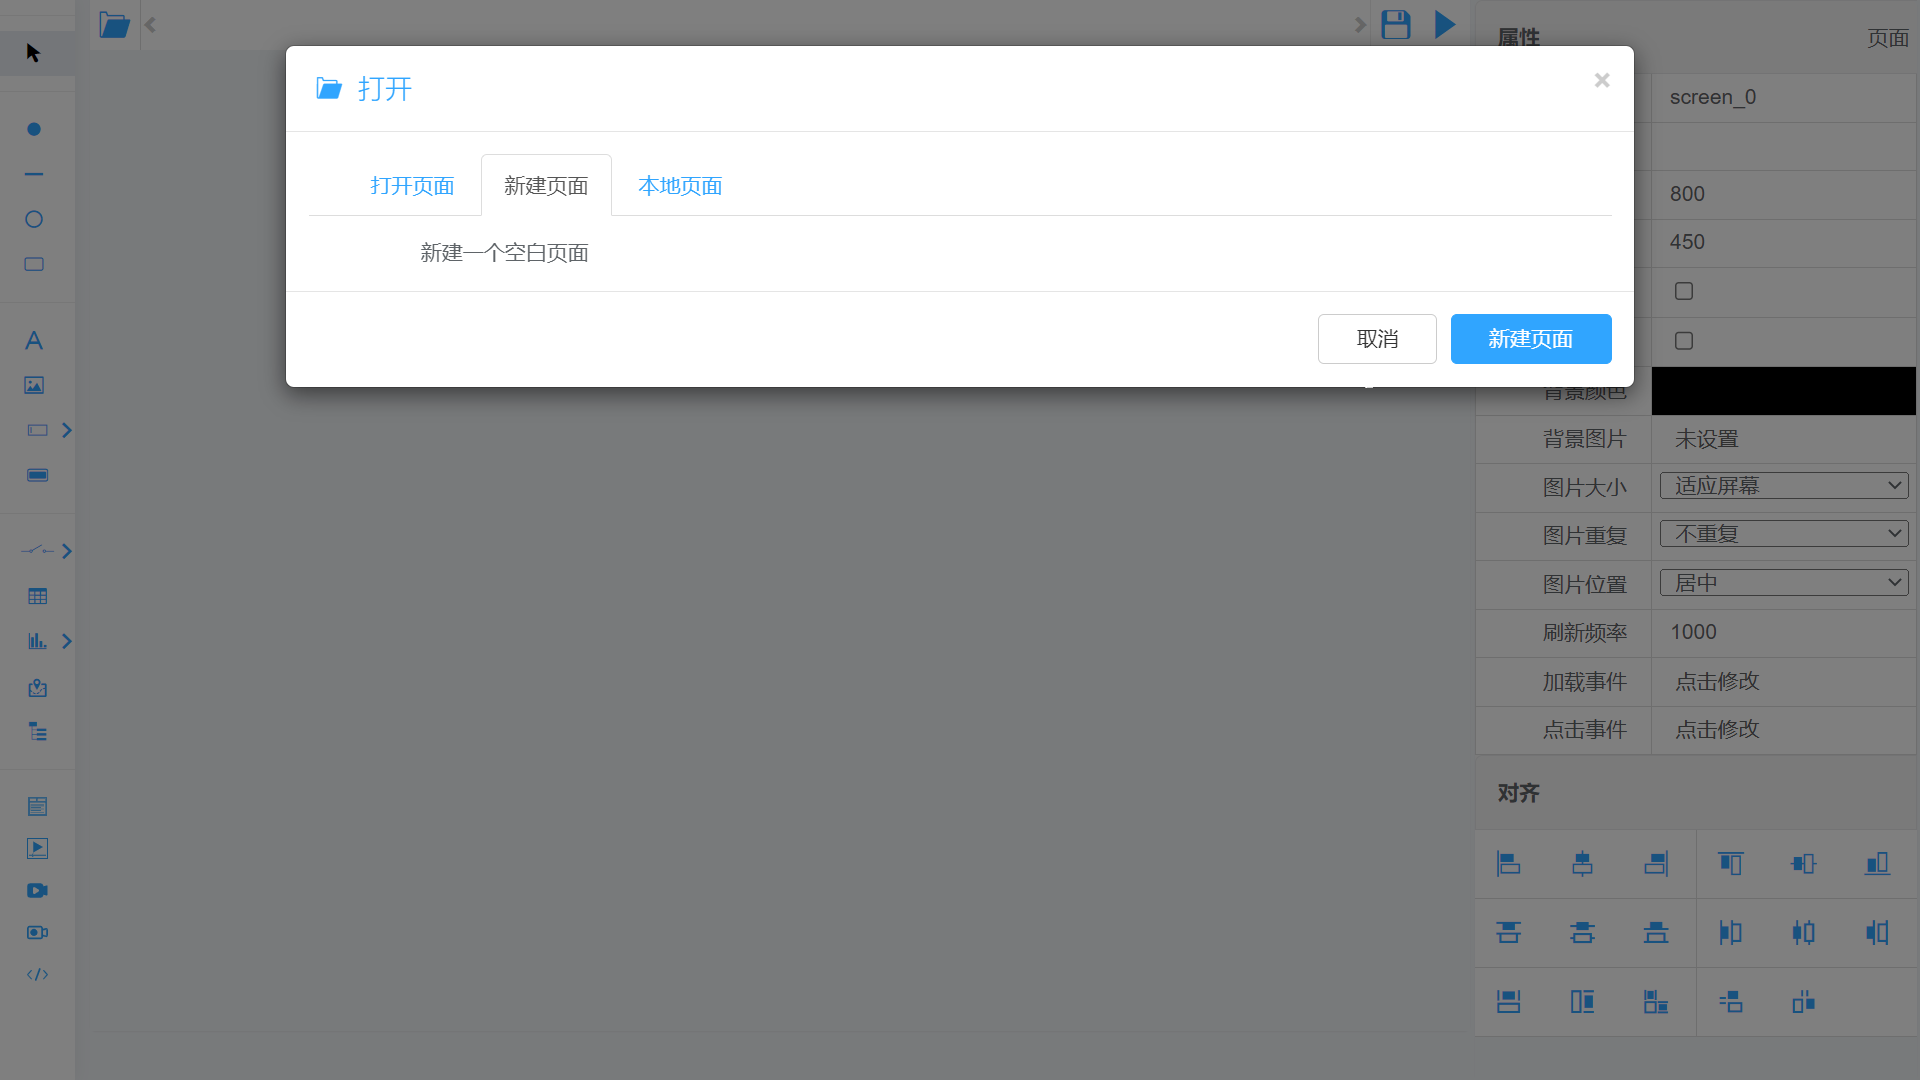 打开
×
打开页面
新建页面
本地页面
新建一个空白页面
取消
新建页面
属性
页面
screen_0
800
450
背景颜色
背景图片
未设置
图片大小
适应屏幕
图片重复
不重复
图片位置
居中
刷新频率
1000
加载事件
点击修改
点击事件
点击修改
对齐